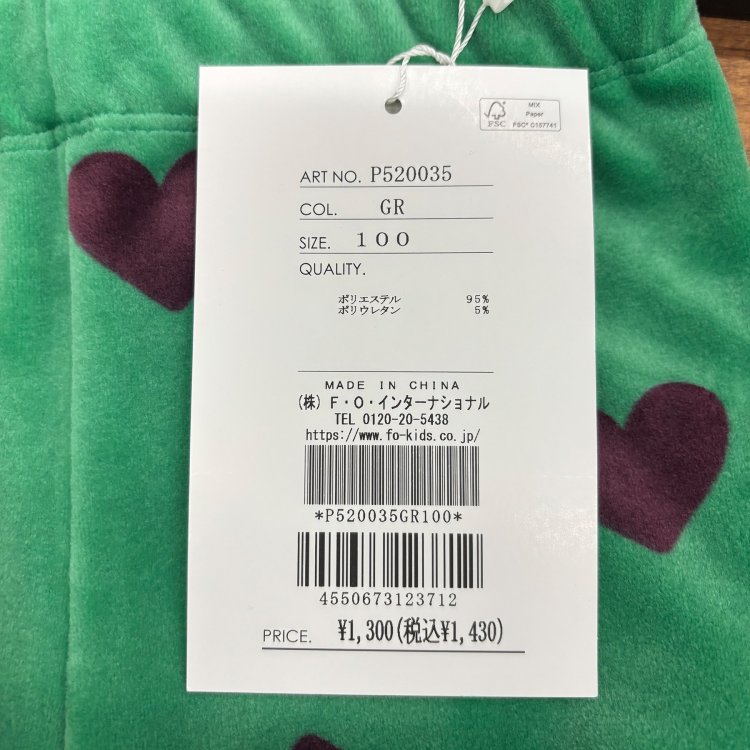 MIX
Paper
FSC
FSC® C157741
ART NO. P520035
COL. GR
SIZE. 100
QUALITY.
ポリエステル 95%
ポリウレタン 5%
MADE IN CHINA
(株) F・O・インターナショナル
TEL 0120-20-5438
https://www.fo-kids.co.jp/
*P520035GR100*
4550673123712
PRICE. ¥1,300(税込¥1,430)